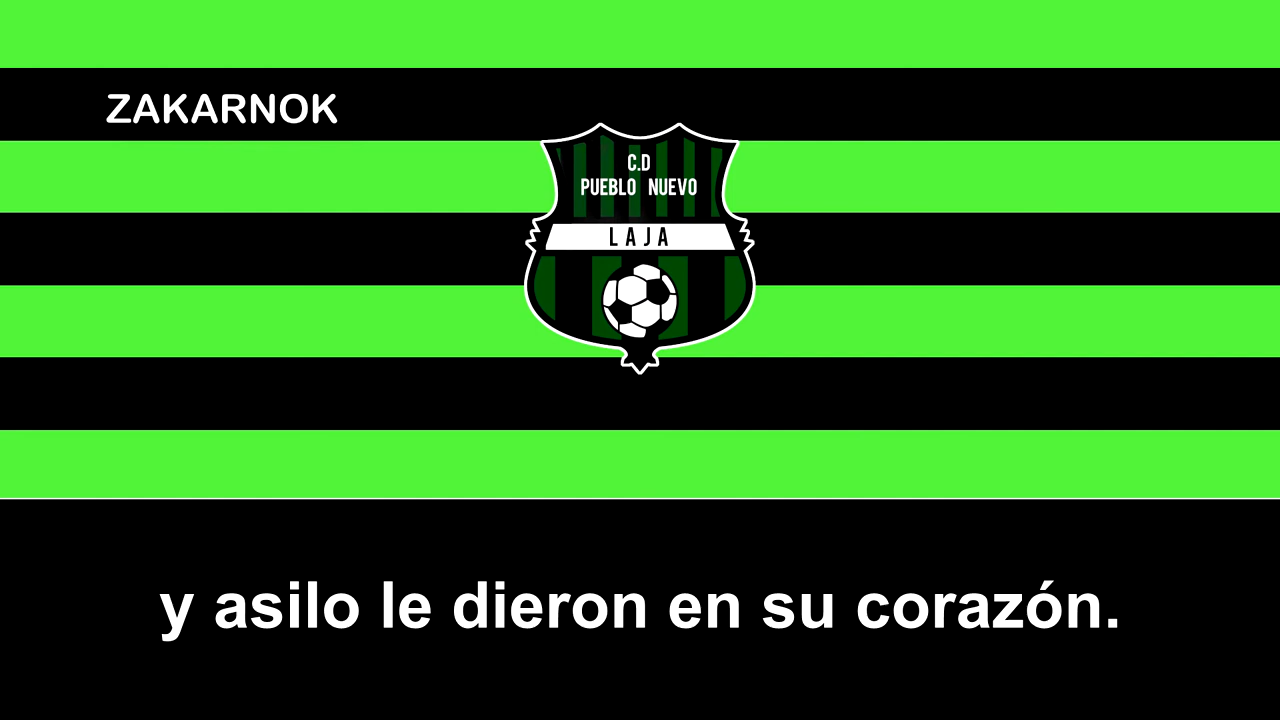 ZAKARNOK
C.D
PUEBLO NUEVO
LAJA
y asilo le dieron en su corazón.